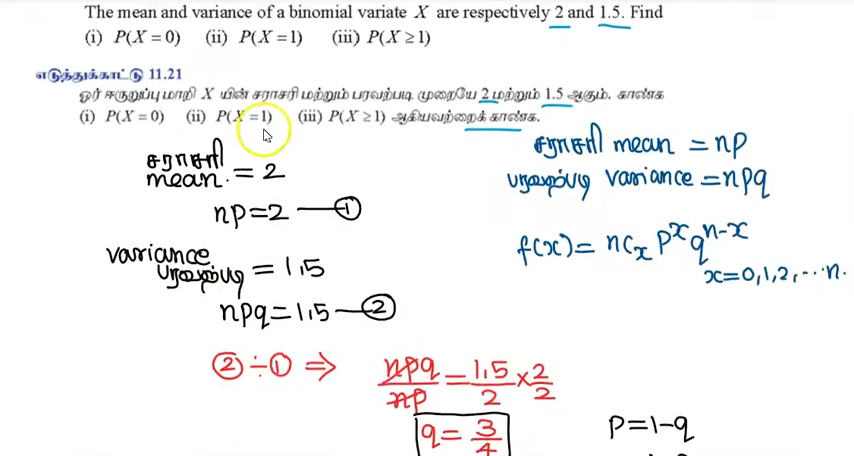 The mean and variance of a binomial variate X are respectively 2 and 1.5. Find
(i) P(X = 0) (ii) P(X = 1) (iii) P(X ≥ 1)
எடுத்துக்காட்டு 11.21
ஓர் ஈருறுப்பு மாறி X யின் சராசரி மற்றும் பரவற்படி முறையே 2 மற்றும் 1.5 ஆகும். காண்க
(i) P(X = 0) (ii) P(X = 1) (iii) P(X ≥ 1) ஆகியவற்றைக் காண்க.
சராசரி
mean. = 2
np=2 — ①
variance
பரவற்படி = 1.5
npq=1.5 — ②
சராசரி mean = np
பரவற்படி variance = npq
f(x) = nCₓ pˣ qⁿ⁻ˣ
x=0,1,2,...n.
② ÷ ① ⇒ npq/np = 1.5/2 × 2/2
q = 3/4
P=1-q